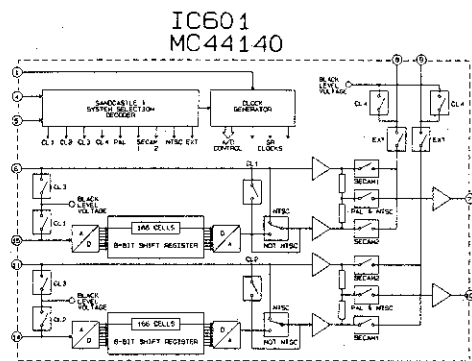 IC601
MC44140
SANDCASTLE &
SYSTEM SELECTION
DECODER
CLOCK
GENERATOR
BLACK
LEVEL
VOLTAGE
CL4
CL4
CL1 CL2 CL3 CL4 PAL SECAM NTSC EXT
2
A/D
CONTROL
SR
CLOCKS
EXT
EXT
CL3
CL1
BLACK
LEVEL
VOLTAGE
CL1
A
D
166 CELLS
8-BIT SHIFT REGISTER
D
A
NTSC
NOT NTSC
SECAM1
PAL & NTSC
SECAM2
CL3
CL2
BLACK
LEVEL
VOLTAGE
CL2
A
D
166 CELLS
8-BIT SHIFT REGISTER
D
A
NTSC
NOT NTSC
SECAM2
PAL & NTSC
SECAM1